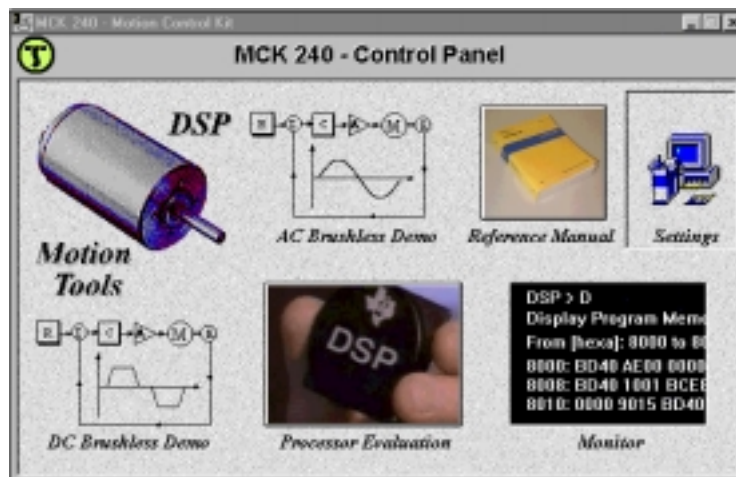 MCK 240 - Motion Control Kit
T
MCK 240 - Control Panel
DSP
AC Brushless Demo
Reference Manual
Settings
Motion
Tools
DC Brushless Demo
DSP
Processor Evaluation
DSP > D
Display Program Mem
From [hexa]: 8000 to 80
8000: BD40 AE00 0000
8008: BD40 1001 BCE
8010: 0000 9015 BD40
Monitor